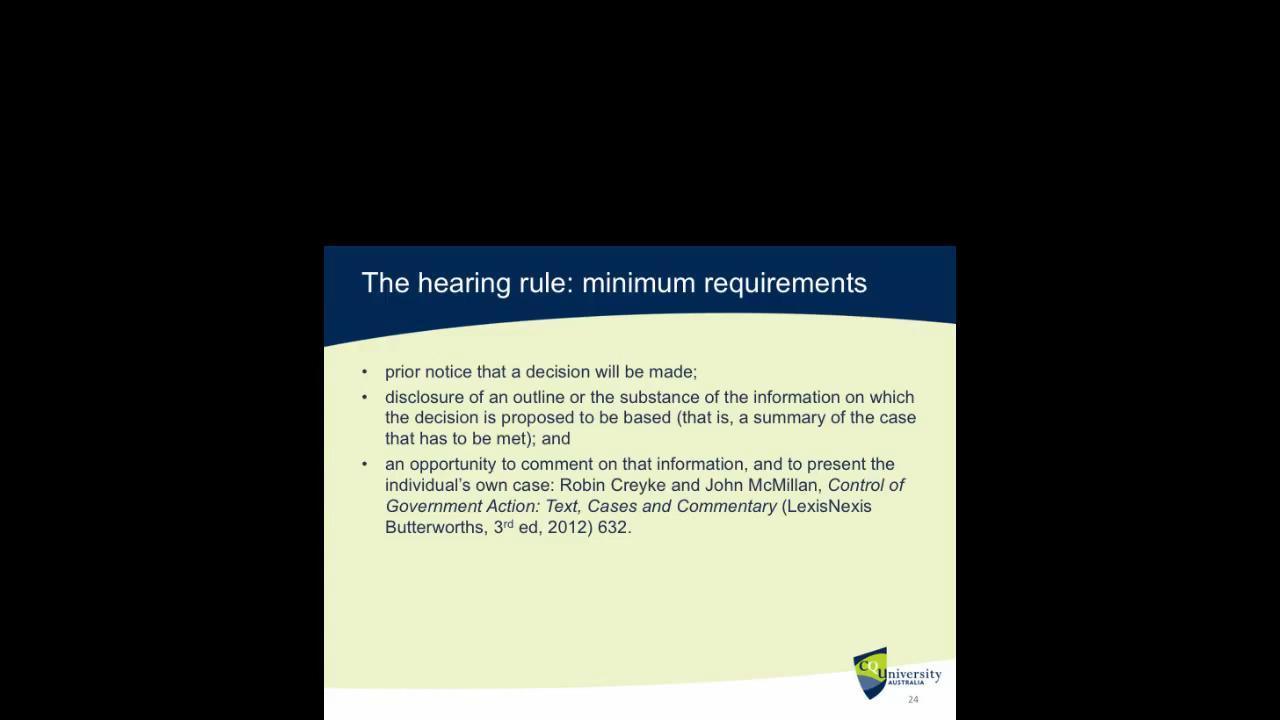 The hearing rule: minimum requirements
• prior notice that a decision will be made;
• disclosure of an outline or the substance of the information on which
the decision is proposed to be based (that is, a summary of the case
that has to be met); and
• an opportunity to comment on that information, and to present the
individual's own case: Robin Creyke and John McMillan, Control of
Government Action: Text, Cases and Commentary (LexisNexis
Butterworths, 3rd ed, 2012) 632.
CQUniversity
AUSTRALIA
24